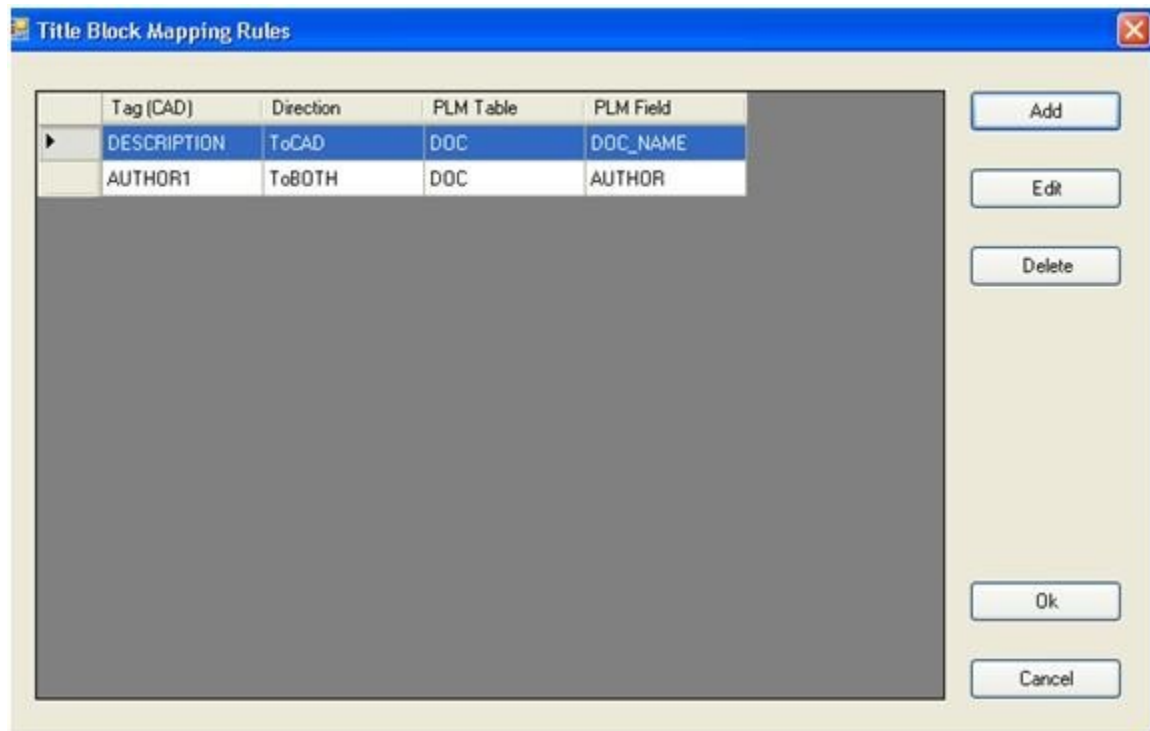 Title Block Mapping Rules
Tag (CAD) Direction PLM Table PLM Field
DESCRIPTION ToCAD DOC DOC_NAME
AUTHOR1 ToBOTH DOC AUTHOR
Add
Edit
Delete
Ok
Cancel